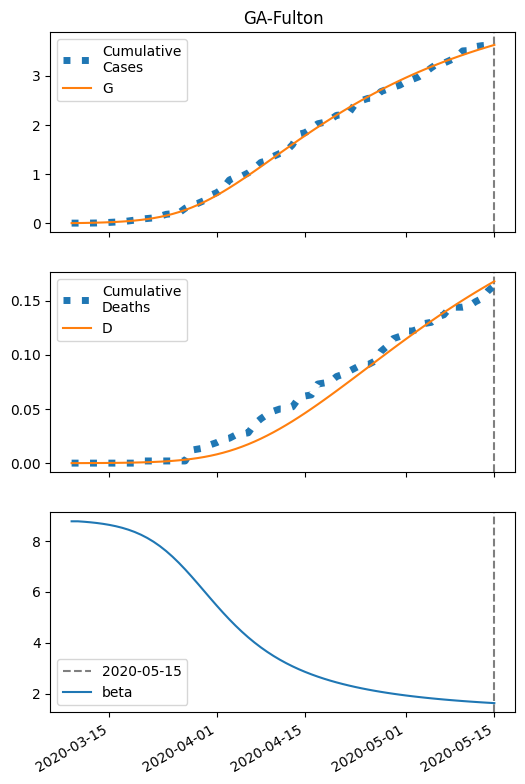 GA-Fulton
Cumulative
Cases
G
3
2
1
0
Cumulative
Deaths
D
0.15
0.10
0.05
0.00
8
6
4
2
2020-05-15
beta
2020-03-15
2020-04-01
2020-04-15
2020-05-01
2020-05-15